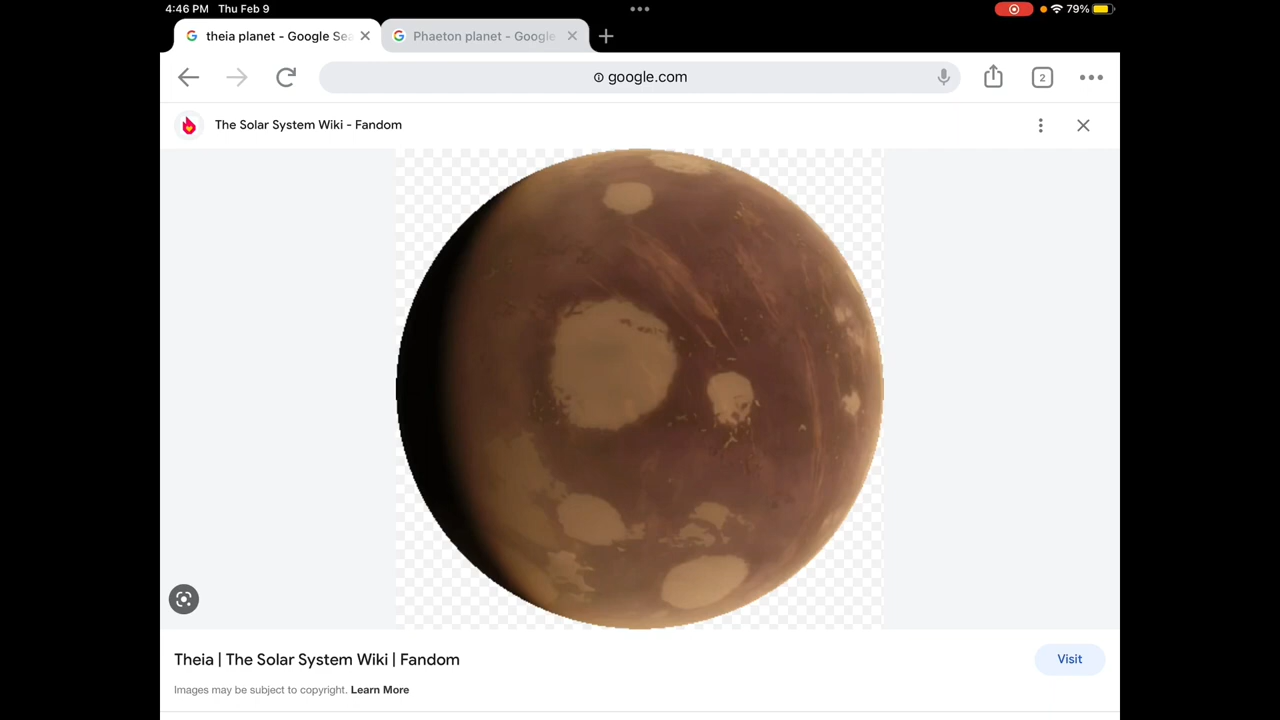 4:46 PM Thu Feb 9
79%
theia planet - Google Sea
Phaeton planet - Google
google.com
2
The Solar System Wiki - Fandom
Theia | The Solar System Wiki | Fandom
Visit
Images may be subject to copyright. Learn More